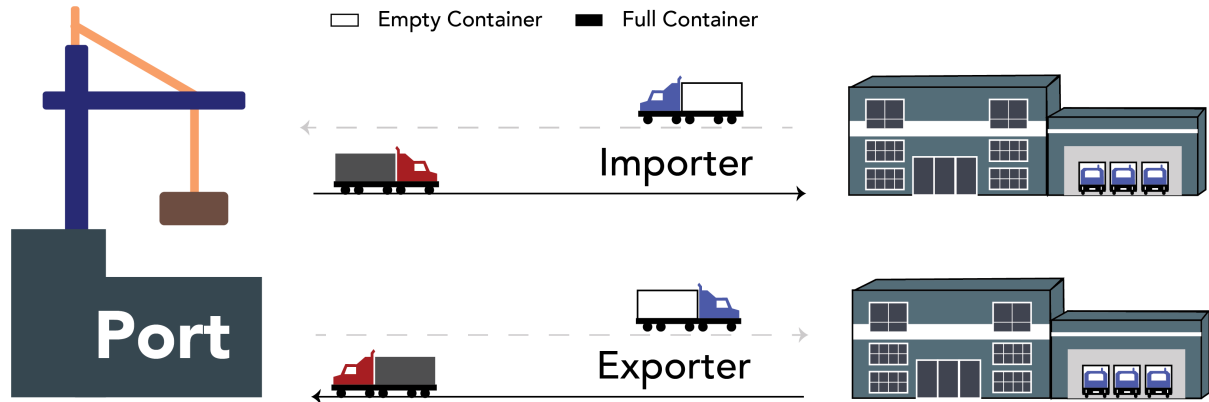 Empty Container
Full Container
Importer
Port
Exporter